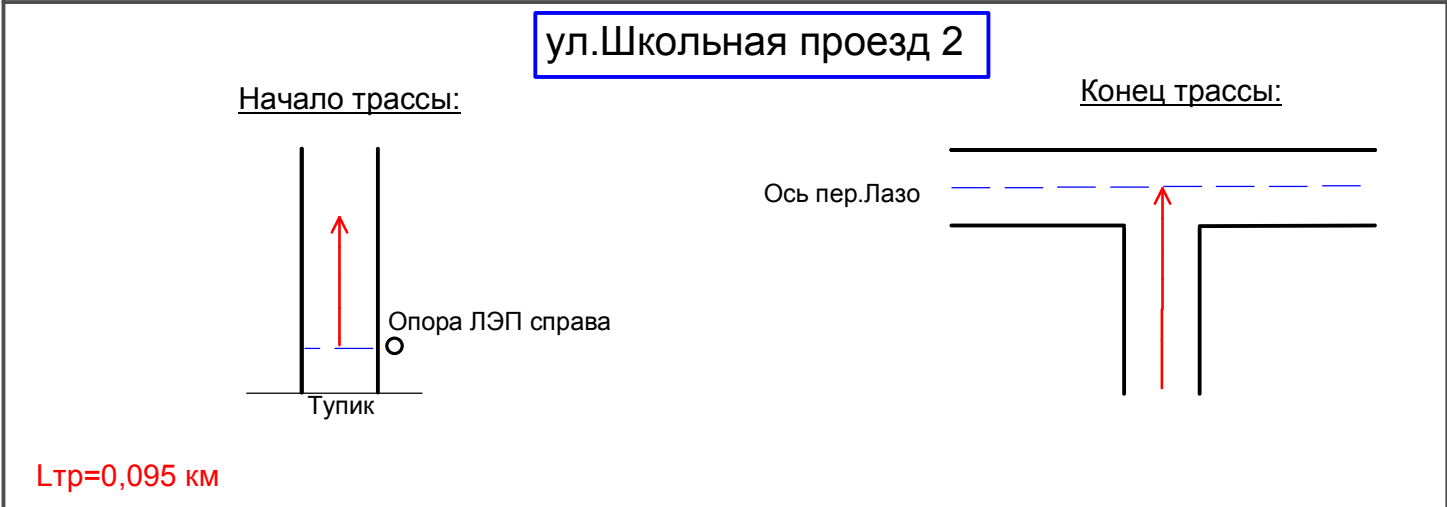 ул.Школьная проезд 2
Начало трассы:
Конец трассы:
Ось пер.Лазо
Опора ЛЭП справа
Тупик
Lтр=0,095 км